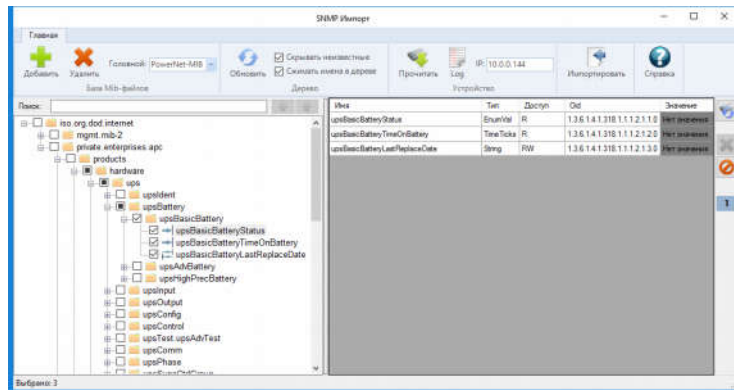 SNMP Импорт
Главная
Добавить
Удалить
Головной: PowerNet-MIB
База Mib-файлов
Обновить
Скрывать неизвестные
Сжимать имена в дереве
Дерево
Прочитать
Log
IP: 10.0.0.144
Устройство
Импортировать
Справка
Поиск:
iso.org.dod.internet
mgmt.mib-2
private.enterprises.apc
products
hardware
ups
upsIdent
upsBattery
upsBasicBattery
upsBasicBatteryStatus
upsBasicBatteryTimeOnBattery
upsBasicBatteryLastReplaceDate
upsAdvBattery
upsHighPrecBattery
upsInput
upsOutput
upsConfig
upsControl
upsTest.upsAdvTest
upsComm
upsPhase
Имя Тип Доступ Oid Значение
upsBasicBatteryStatus EnumVal R 1.3.6.1.4.1.318.1.1.1.2.1.1.0 Нет значения
upsBasicBatteryTimeOnBattery TimeTicks R 1.3.6.1.4.1.318.1.1.1.2.1.2.0 Нет значения
upsBasicBatteryLastReplaceDate String RW 1.3.6.1.4.1.318.1.1.1.2.1.3.0 Нет значения
1
Выбрано: 3